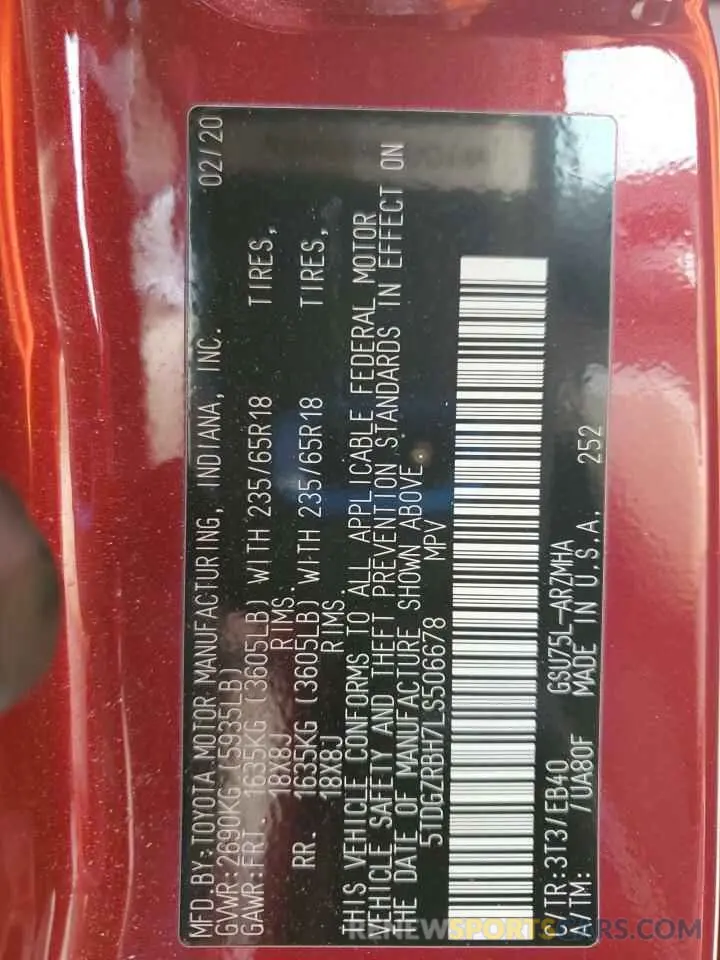 MFD.BY: TOYOTA MOTOR MANUFACTURING, INDIANA, INC. 02/20
GVWR: 2690KG (5935LB)
GAWR: FRT. 1635KG (3605LB) WITH 235/65R18 TIRES,
18X8J RIMS.
RR. 1635KG (3605LB) WITH 235/65R18 TIRES,
18X8J RIMS.
THIS VEHICLE CONFORMS TO ALL APPLICABLE FEDERAL MOTOR
VEHICLE SAFETY AND THEFT PREVENTION STANDARDS IN EFFECT ON
THE DATE OF MANUFACTURE SHOWN ABOVE.
5TDGZRBH7LS506678 MPV
C/TR: 3T3/EB40 GSU75L-ARZMHA
A/TM: /UA80F MADE IN U.S.A. 252
RENEWSPORTSCARS.COM